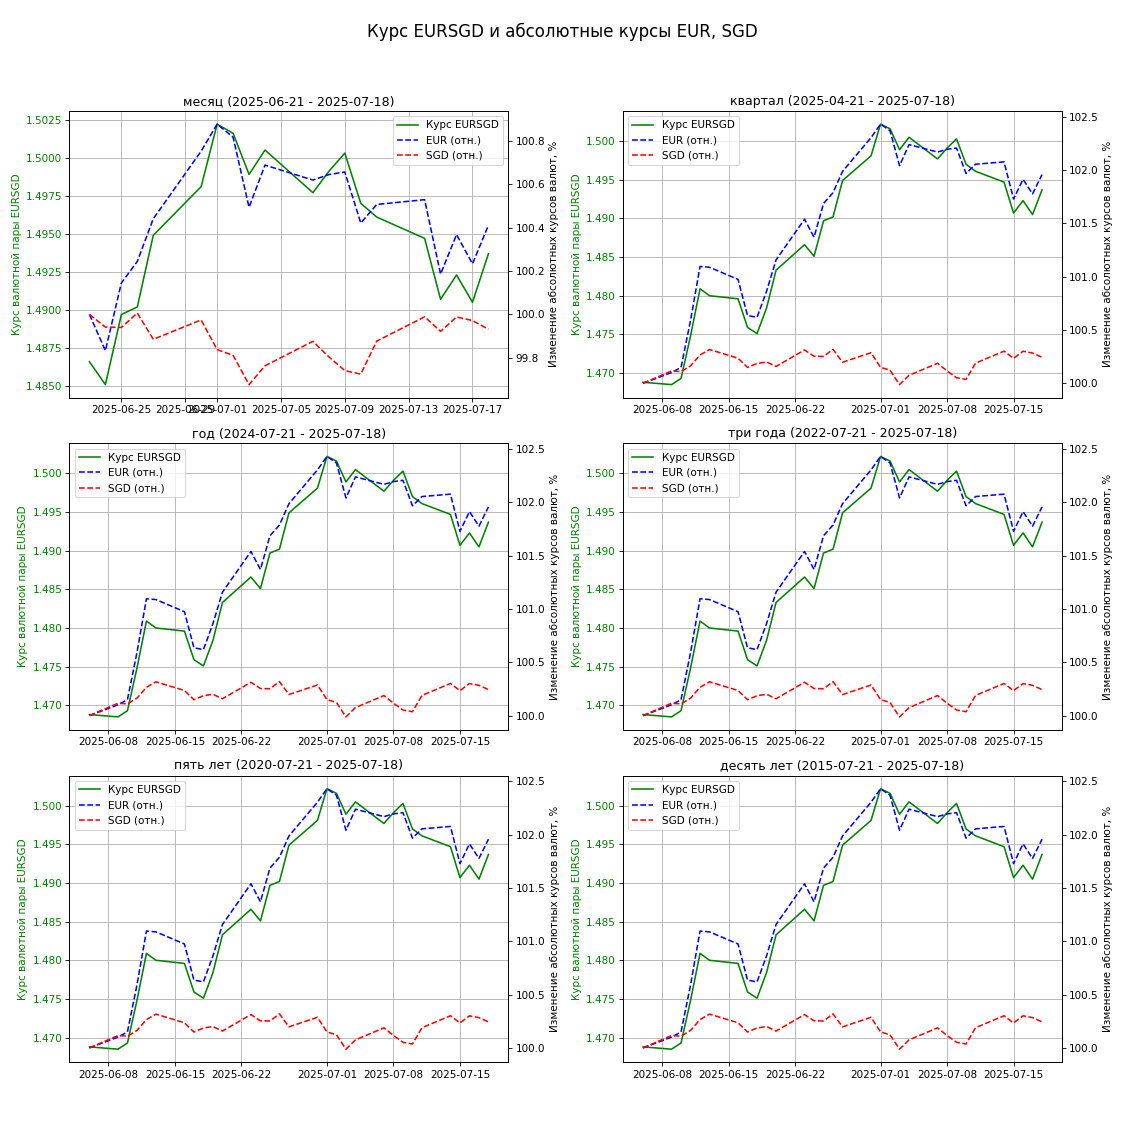 Курс EURSGD и абсолютные курсы EUR, SGD
месяц (2025-06-21 - 2025-07-18)
Курс валютной пары EURSGD
1.5025
1.5000
1.4975
1.4950
1.4925
1.4900
1.4875
1.4850
Курс EURSGD
EUR (отн.)
SGD (отн.)
100.8
100.6
100.4
100.2
100.0
99.8
Изменение абсолютных курсов валют, %
2025-06-25 2025-06-29 2025-07-01 2025-07-05 2025-07-09 2025-07-13 2025-07-17
квартал (2025-04-21 - 2025-07-18)
Курс валютной пары EURSGD
1.500
1.495
1.490
1.485
1.480
1.475
1.470
Курс EURSGD
EUR (отн.)
SGD (отн.)
102.5
102.0
101.5
101.0
100.5
100.0
Изменение абсолютных курсов валют, %
2025-06-08 2025-06-15 2025-06-22 2025-07-01 2025-07-08 2025-07-15
год (2024-07-21 - 2025-07-18)
Курс валютной пары EURSGD
1.500
1.495
1.490
1.485
1.480
1.475
1.470
Курс EURSGD
EUR (отн.)
SGD (отн.)
102.5
102.0
101.5
101.0
100.5
100.0
Изменение абсолютных курсов валют, %
2025-06-08 2025-06-15 2025-06-22 2025-07-01 2025-07-08 2025-07-15
три года (2022-07-21 - 2025-07-18)
Курс валютной пары EURSGD
1.500
1.495
1.490
1.485
1.480
1.475
1.470
Курс EURSGD
EUR (отн.)
SGD (отн.)
102.5
102.0
101.5
101.0
100.5
100.0
Изменение абсолютных курсов валют, %
2025-06-08 2025-06-15 2025-06-22 2025-07-01 2025-07-08 2025-07-15
пять лет (2020-07-21 - 2025-07-18)
Курс валютной пары EURSGD
1.500
1.495
1.490
1.485
1.480
1.475
1.470
Курс EURSGD
EUR (отн.)
SGD (отн.)
102.5
102.0
101.5
101.0
100.5
100.0
Изменение абсолютных курсов валют, %
2025-06-08 2025-06-15 2025-06-22 2025-07-01 2025-07-08 2025-07-15
десять лет (2015-07-21 - 2025-07-18)
Курс валютной пары EURSGD
1.500
1.495
1.490
1.485
1.480
1.475
1.470
Курс EURSGD
EUR (отн.)
SGD (отн.)
102.5
102.0
101.5
101.0
100.5
100.0
Изменение абсолютных курсов валют, %
2025-06-08 2025-06-15 2025-06-22 2025-07-01 2025-07-08 2025-07-15